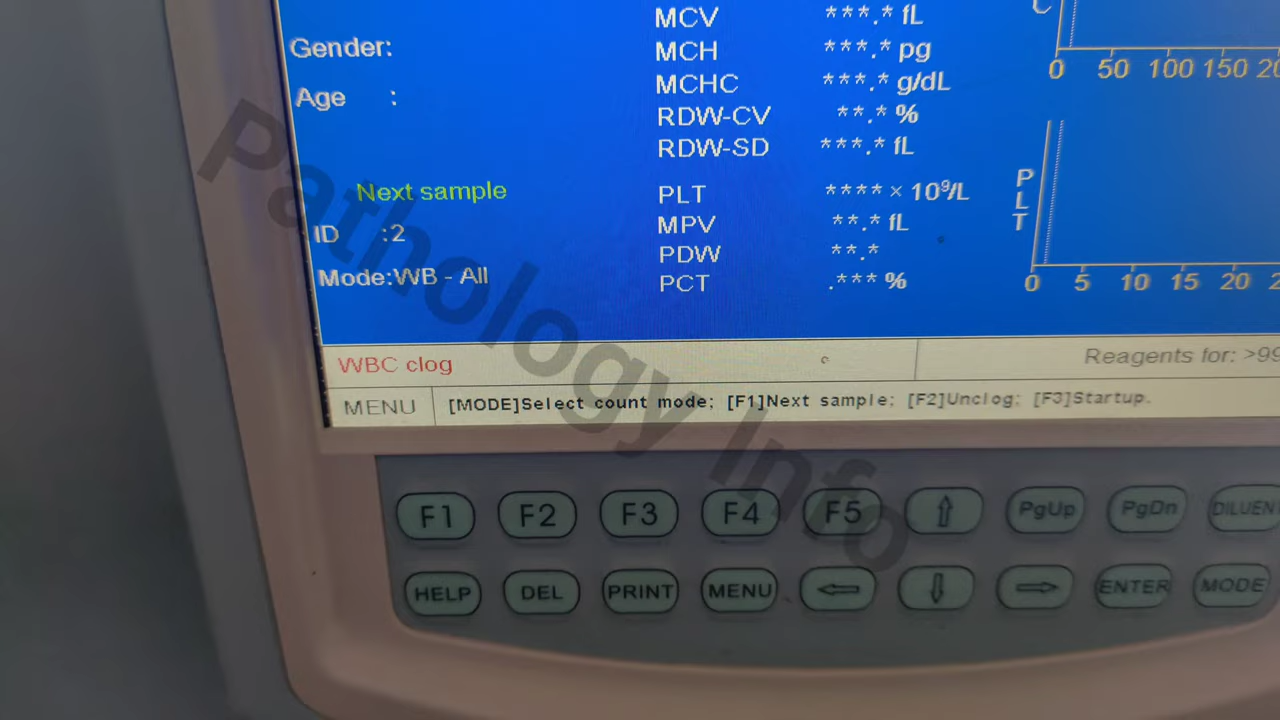 MCV ***.* fL
Gender:
MCH ***.* pg
MCHC ***.* g/dL
Age :
RDW-CV **.* %
RDW-SD ***.* fL
0 50 100 150
Next sample
PLT **** × 10⁹/L
ID :2
MPV **.* fL
PDW **.*
Mode:WB - All
PCT .*** %
PLT
0 5 10 15 20
WBC clog
Reagents for: >99
MENU [MODE]Select count mode; [F1]Next sample; [F2]Unclog; [F3]Startup.
Pathology Info
F1 F2 F3 F4 F5 ⇧ PgUp PgDn DILUEN
HELP DEL PRINT MENU ⇦ ⇩ ⇨ ENTER MODE